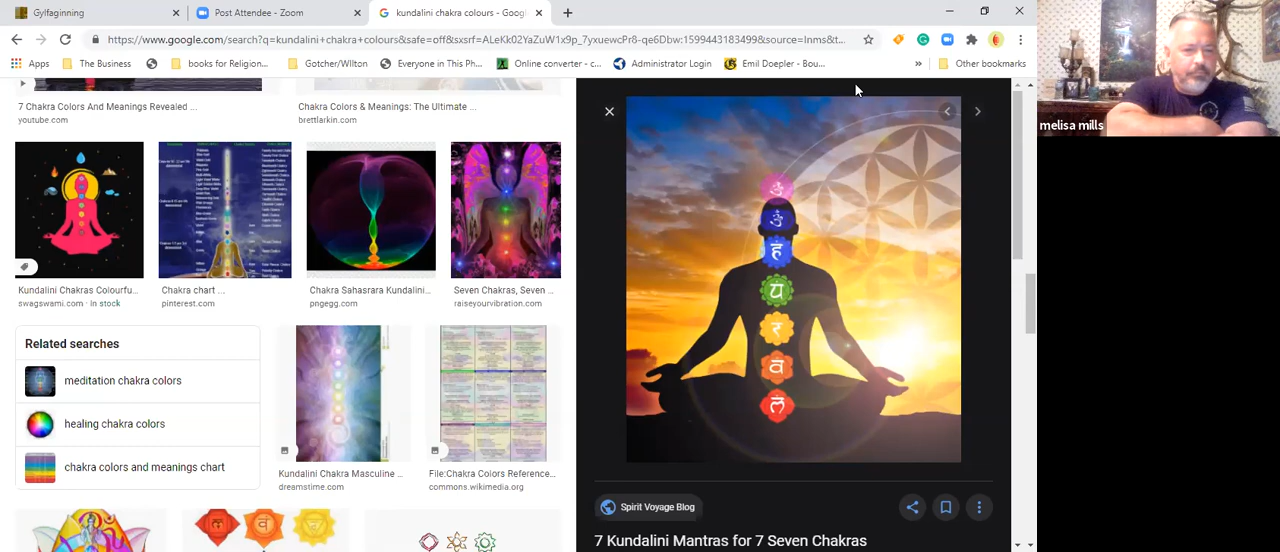 Gylfaginning
Post Attendee - Zoom
kundalini chakra colours - Goog
https://www.google.com/search?q=kundalini+chakra+colours&safe=off&sxsrf=ALeKk02YaZuW1x9p_7yxuewcPr8-qe6Dbw:1599443183499&source=lnms&t...
Apps
The Business
books for Religion...
Gotcher/Wilton
Everyone in This Ph...
Online converter - c...
Administrator Login
Emil Doepler - Bou...
»
Other bookmarks
7 Chakra Colors And Meanings Revealed ...
youtube.com
Chakra Colors & Meanings: The Ultimate ...
brettlarkin.com
Kundalini Chakras Colourfu...
swagswami.com · In stock
Chakra chart ...
pinterest.com
Chakra Sahasrara Kundalini...
pngegg.com
Seven Chakras, Seven ...
raiseyourvibration.com
Related searches
meditation chakra colors
healing chakra colors
chakra colors and meanings chart
Kundalini Chakra Masculine ...
dreamstime.com
File:Chakra Colors Reference...
commons.wikimedia.org
ॐ
ॐ
हं
यं
रं
वं
लं
Spirit Voyage Blog
7 Kundalini Mantras for 7 Seven Chakras
melisa mills